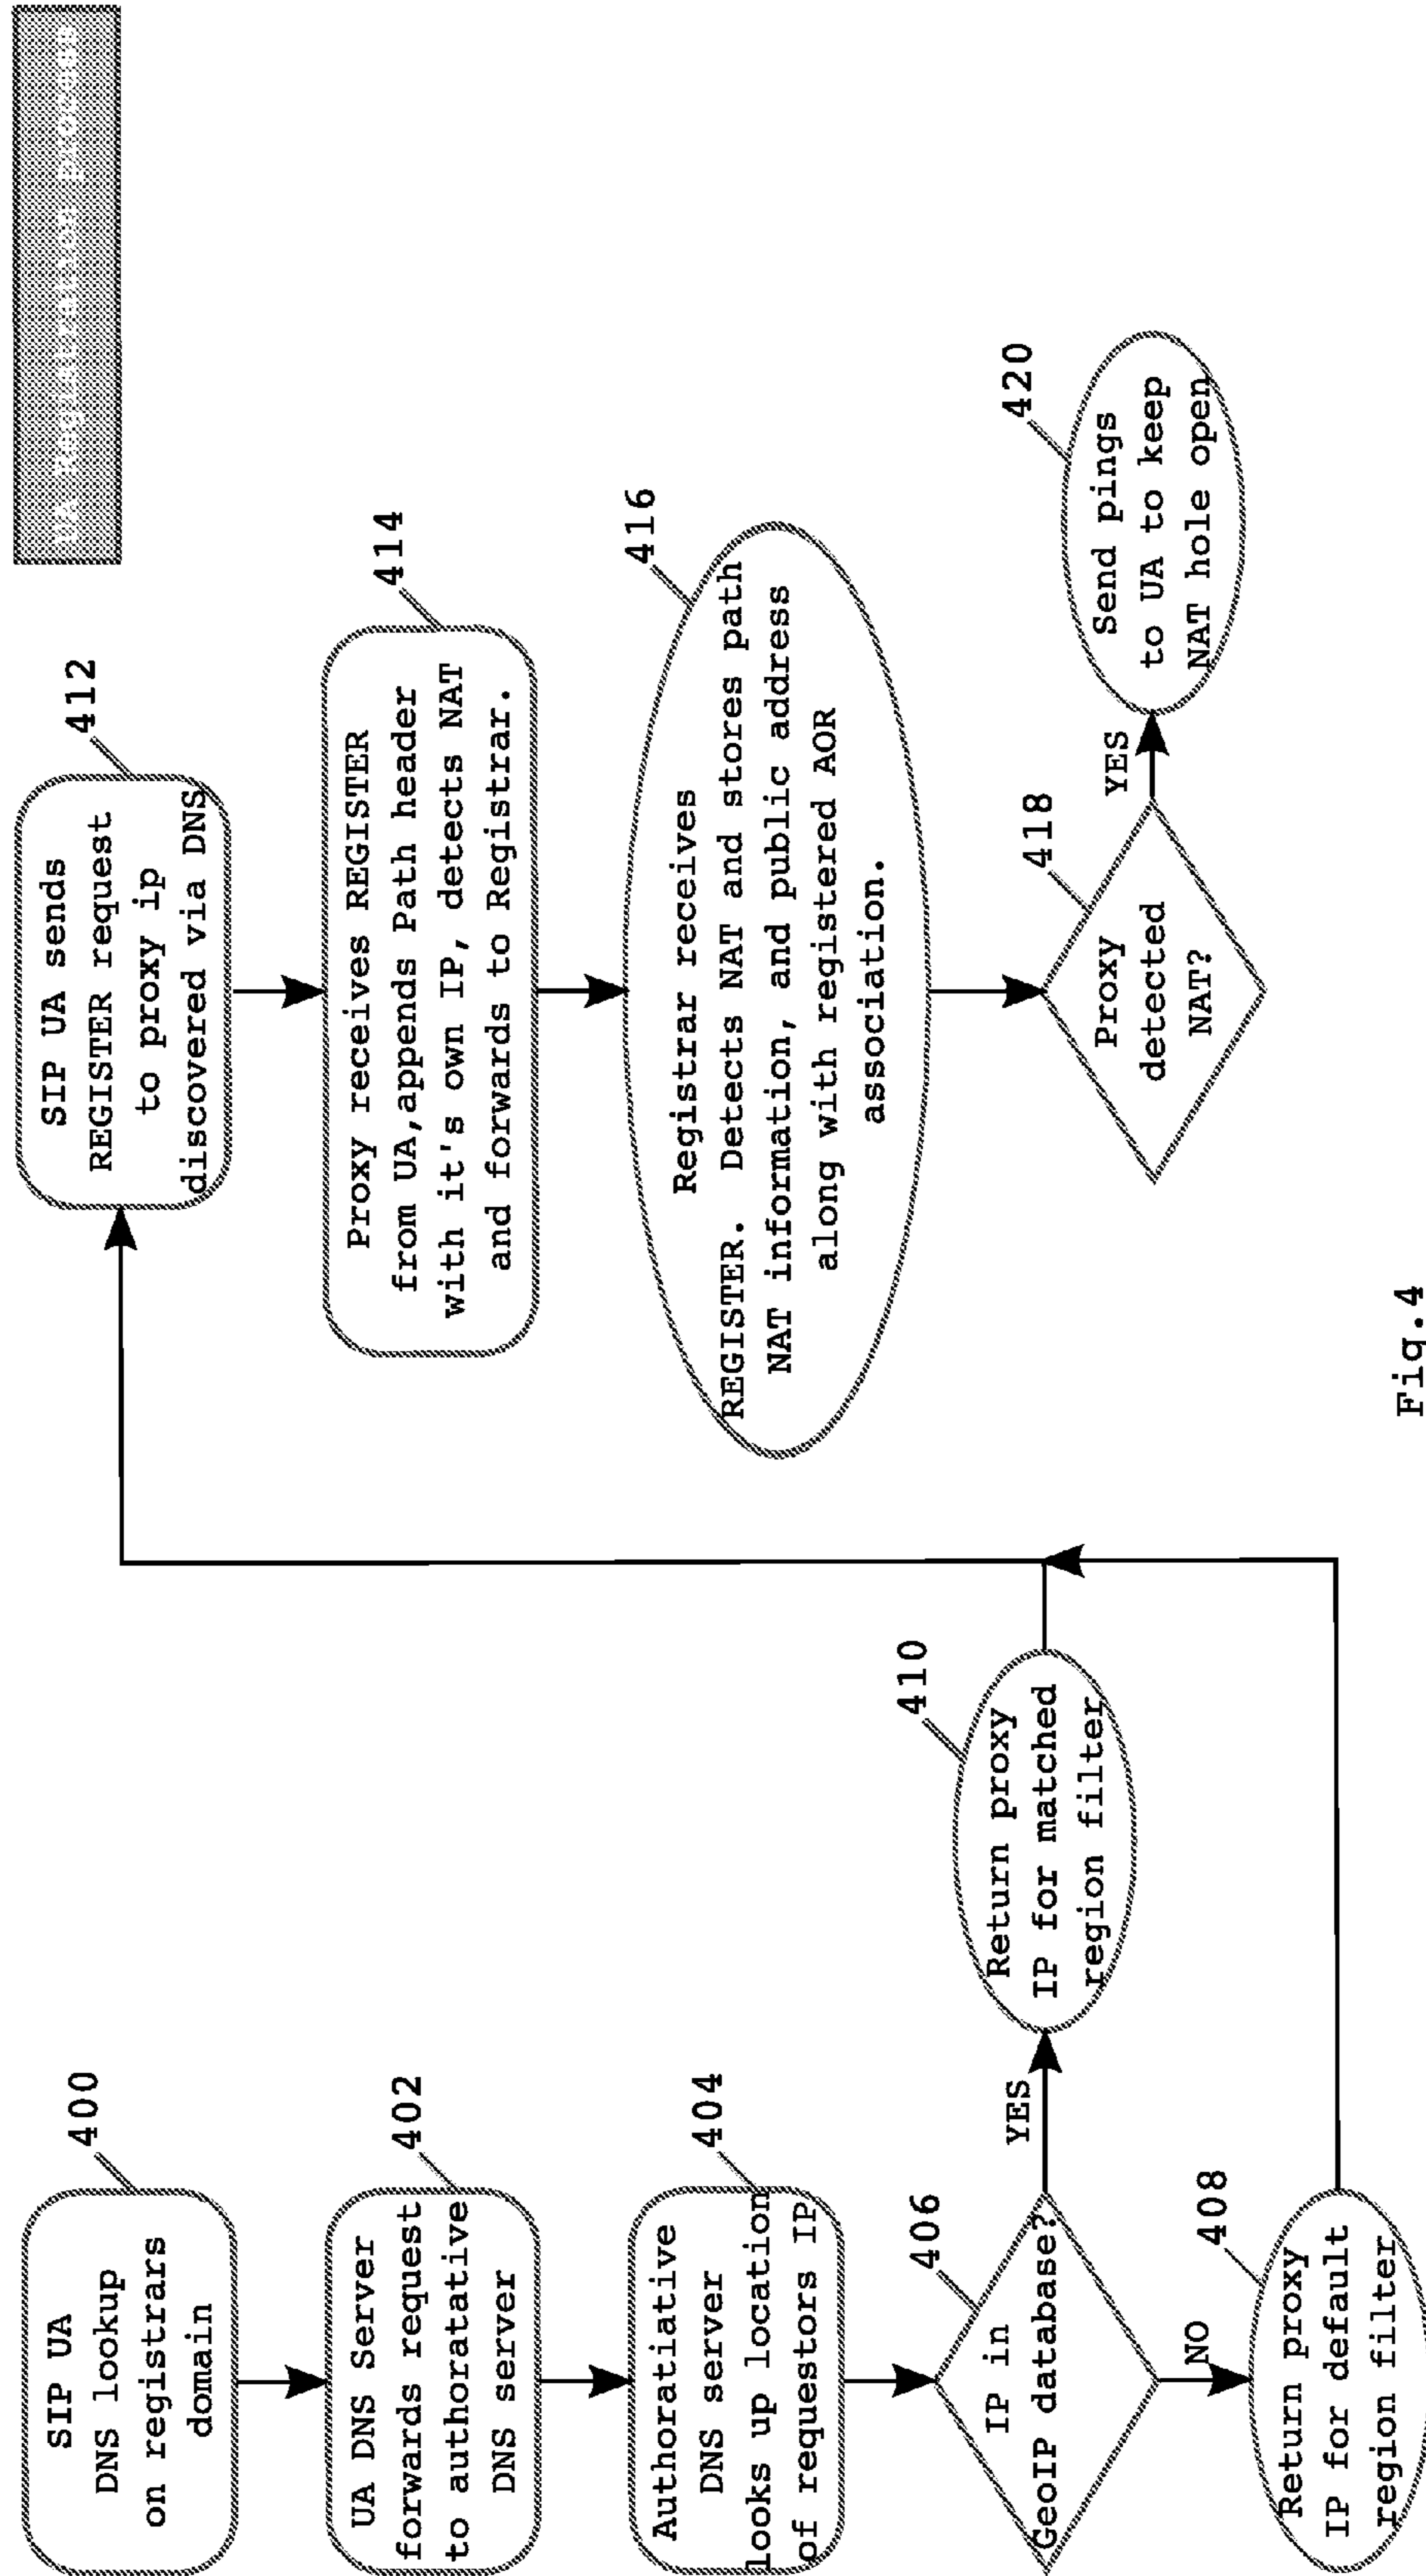 UA Registration Process
400
SIP UA
DNS lookup
on registrars
domain
402
UA DNS Server
forwards request
to authoratative
DNS server
404
Authoratiative
DNS server
looks up location
of requestors IP
406
IP in
GeoIP database?
YES
NO
408
Return proxy
IP for default
region filter
410
Return proxy
IP for matched
region filter
412
SIP UA sends
REGISTER request
to proxy ip
discovered via DNS
414
Proxy receives REGISTER
from UA,appends Path header
with it's own IP, detects NAT
and forwards to Registrar.
416
Registrar receives
REGISTER. Detects NAT and stores path
NAT information, and public address
along with registered AOR
association.
418
Proxy
detected
NAT?
YES
420
Send pings
to UA to keep
NAT hole open
Fig.4